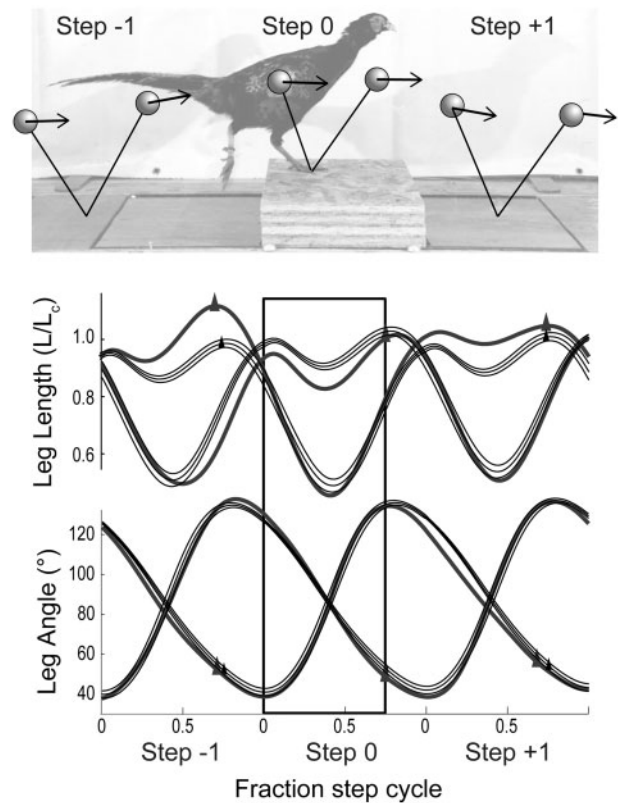 Step -1 Step 0 Step +1
Leg Length (L/Lc)
1.0
0.8
0.6
Leg Angle (°)
120
100
80
60
40
0 0.5 0 0.5 0 0.5
Step -1 Step 0 Step +1
Fraction step cycle